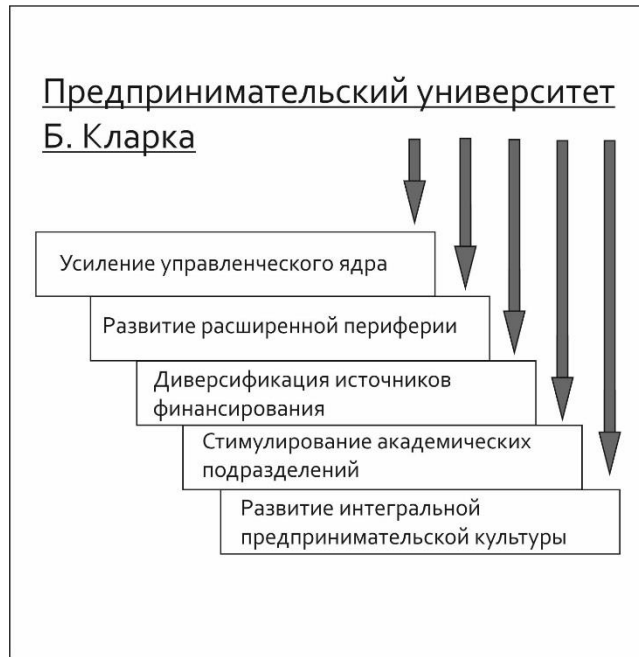 Предпринимательский университет
Б. Кларка
Усиление управленческого ядра
Развитие расширенной периферии
Диверсификация источников
финансирования
Стимулирование академических
подразделений
Развитие интегральной
предпринимательской культуры